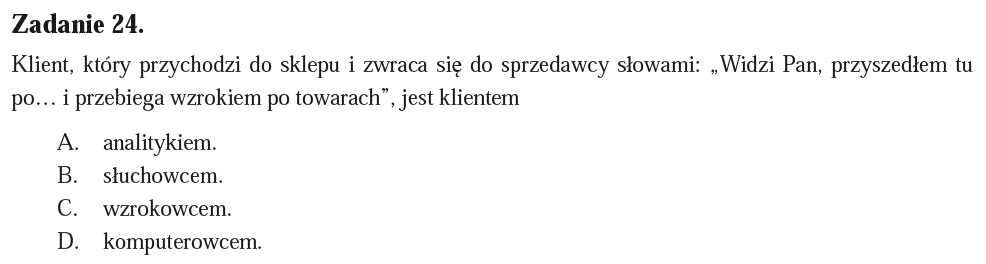 Zadanie 24.
Klient, który przychodzi do sklepu i zwraca się do sprzedawcy słowami: „Widzi Pan, przyszedłem tu
po… i przebiega wzrokiem po towarach”, jest klientem
A. analitykiem.
B. słuchowcem.
C. wzrokowcem.
D. komputerowcem.